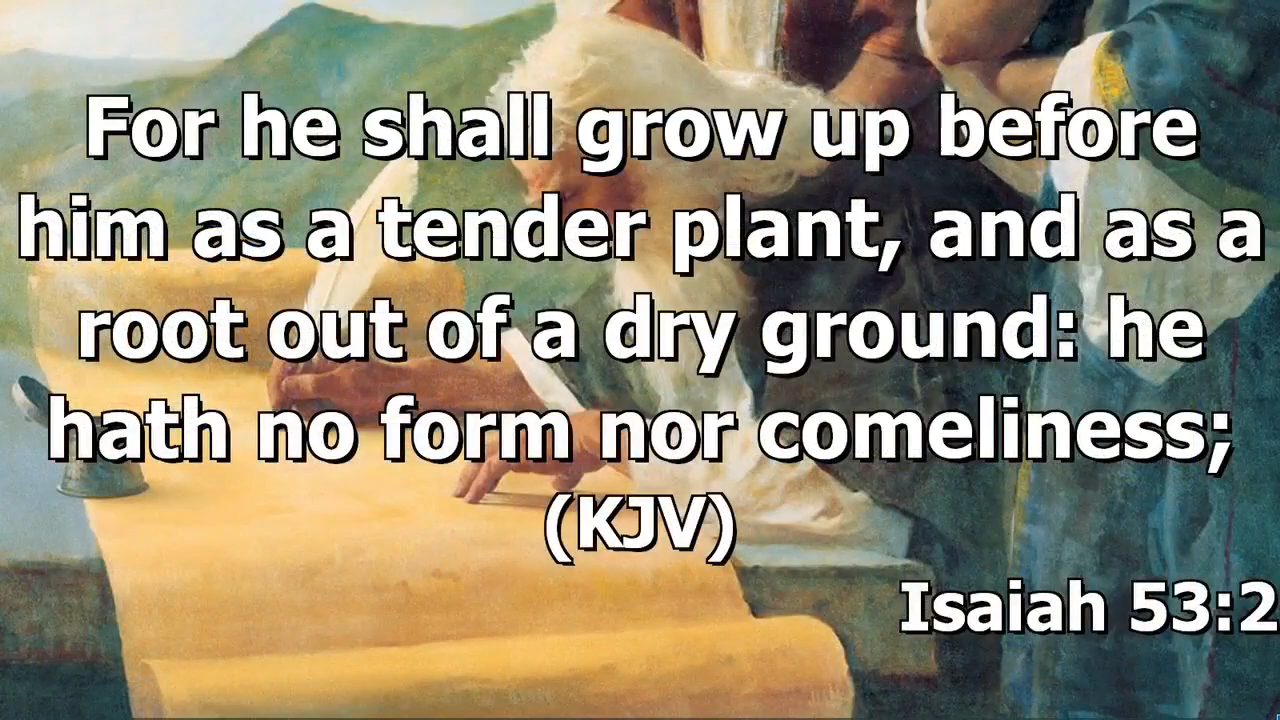 For he shall grow up before
him as a tender plant, and as a
root out of a dry ground: he
hath no form nor comeliness;
(KJV)
Isaiah 53:2